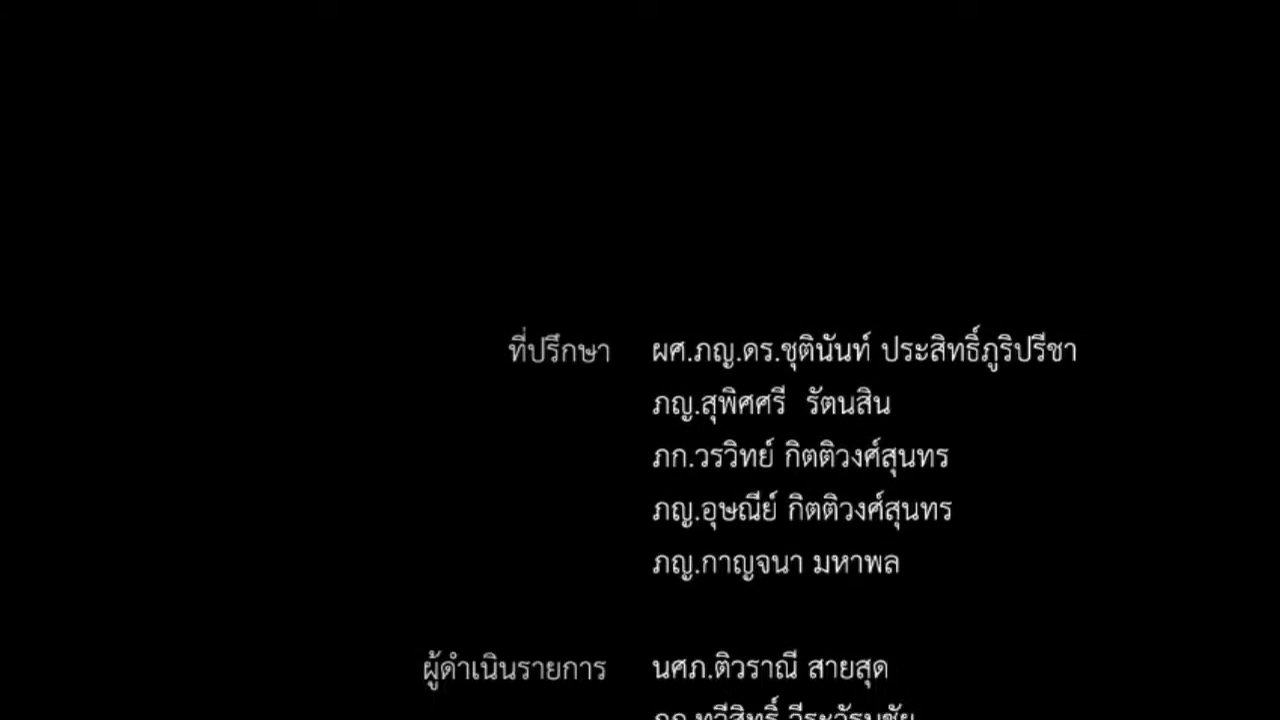 ที่ปรึกษา ผศ.ภญ.ดร.ชุตินันท์ ประสิทธิ์ภูริปรีชา
ภญ.สุพิศศรี รัตนสิน
ภก.วรวิทย์ กิตติวงศ์สุนทร
ภญ.อุษณีย์ กิตติวงศ์สุนทร
ภญ.กาญจนา มหาพล
ผู้ดำเนินรายการ นศภ.ติวราณี สายสุด